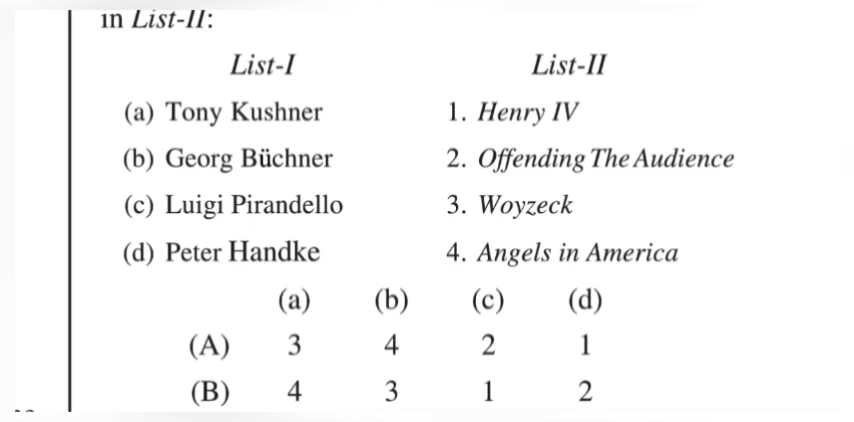 in List-II:
List-I List-II
(a) Tony Kushner 1. Henry IV
(b) Georg Büchner 2. Offending The Audience
(c) Luigi Pirandello 3. Woyzeck
(d) Peter Handke 4. Angels in America
(a) (b) (c) (d)
(A) 3 4 2 1
(B) 4 3 1 2